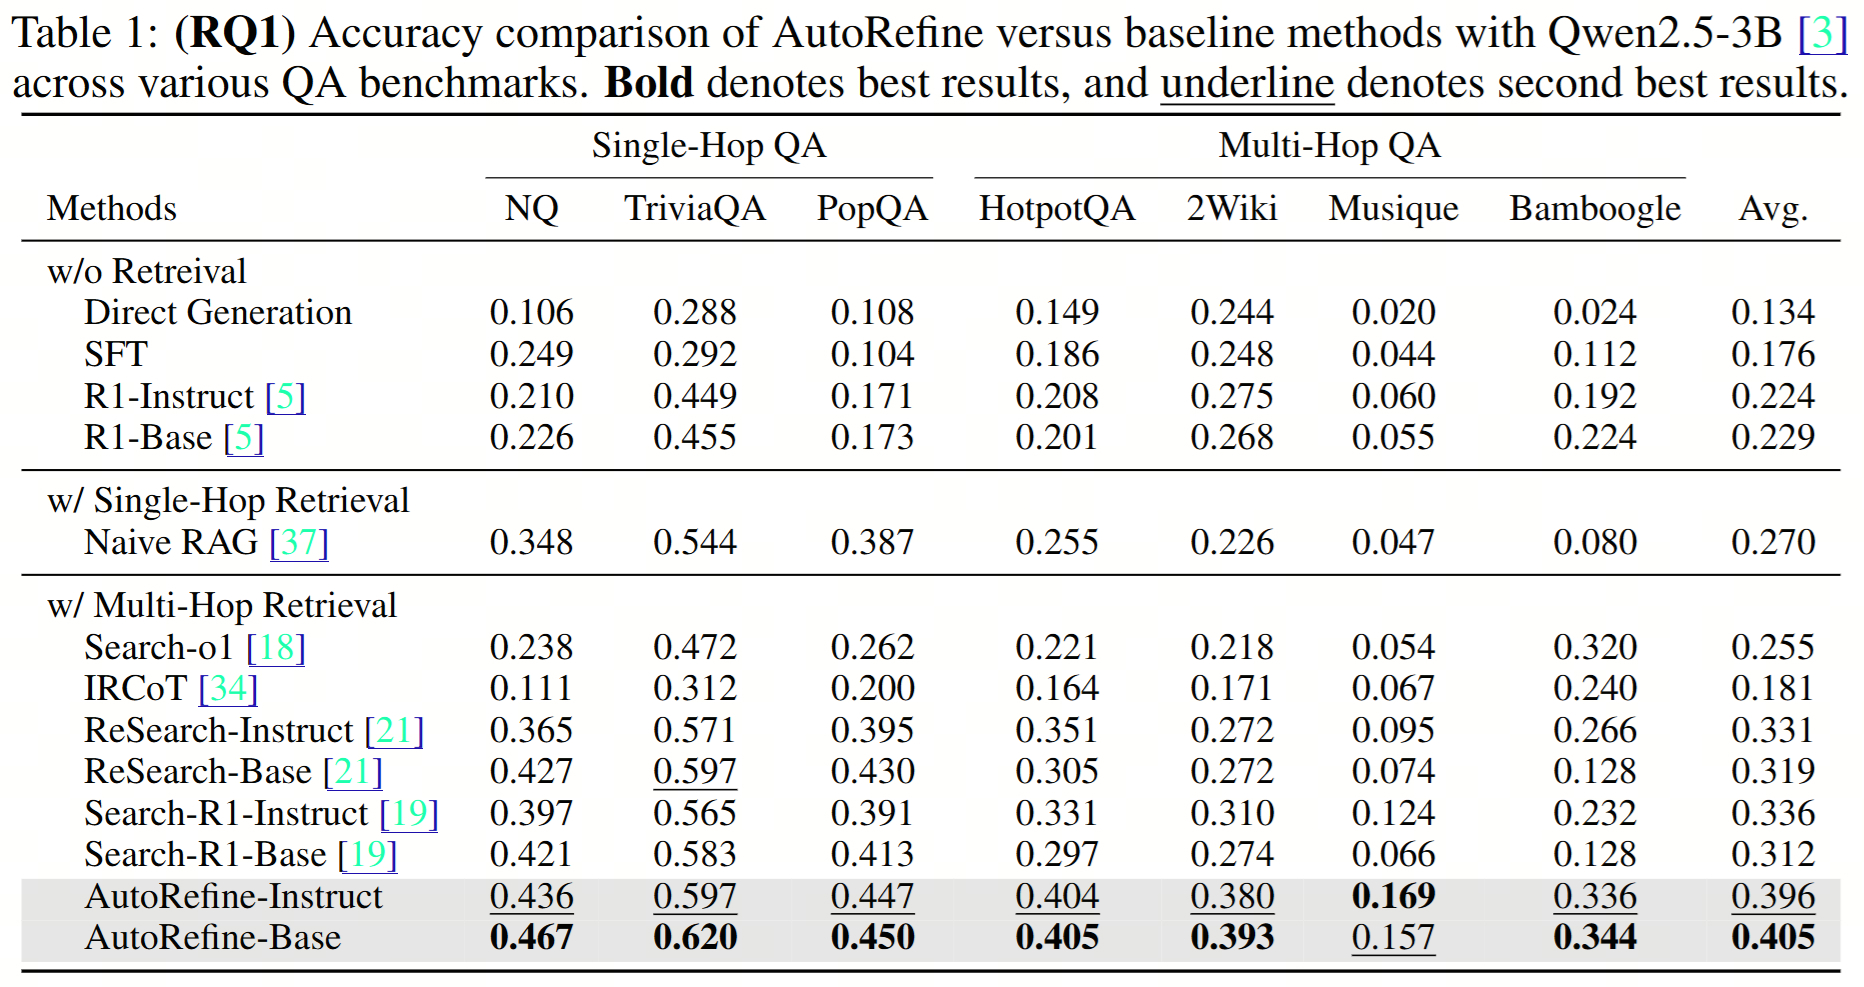 Table 1: (RQ1) Accuracy comparison of AutoRefine versus baseline methods with Qwen2.5-3B [3]
across various QA benchmarks. Bold denotes best results, and underline denotes second best results.
Single-Hop QA Multi-Hop QA
Methods NQ TriviaQA PopQA HotpotQA 2Wiki Musique Bamboogle Avg.
w/o Retreival
Direct Generation 0.106 0.288 0.108 0.149 0.244 0.020 0.024 0.134
SFT 0.249 0.292 0.104 0.186 0.248 0.044 0.112 0.176
R1-Instruct [5] 0.210 0.449 0.171 0.208 0.275 0.060 0.192 0.224
R1-Base [5] 0.226 0.455 0.173 0.201 0.268 0.055 0.224 0.229
w/ Single-Hop Retrieval
Naive RAG [37] 0.348 0.544 0.387 0.255 0.226 0.047 0.080 0.270
w/ Multi-Hop Retrieval
Search-o1 [18] 0.238 0.472 0.262 0.221 0.218 0.054 0.320 0.255
IRCoT [34] 0.111 0.312 0.200 0.164 0.171 0.067 0.240 0.181
ReSearch-Instruct [21] 0.365 0.571 0.395 0.351 0.272 0.095 0.266 0.331
ReSearch-Base [21] 0.427 0.597 0.430 0.305 0.272 0.074 0.128 0.319
Search-R1-Instruct [19] 0.397 0.565 0.391 0.331 0.310 0.124 0.232 0.336
Search-R1-Base [19] 0.421 0.583 0.413 0.297 0.274 0.066 0.128 0.312
AutoRefine-Instruct 0.436 0.597 0.447 0.404 0.380 0.169 0.336 0.396
AutoRefine-Base 0.467 0.620 0.450 0.405 0.393 0.157 0.344 0.405